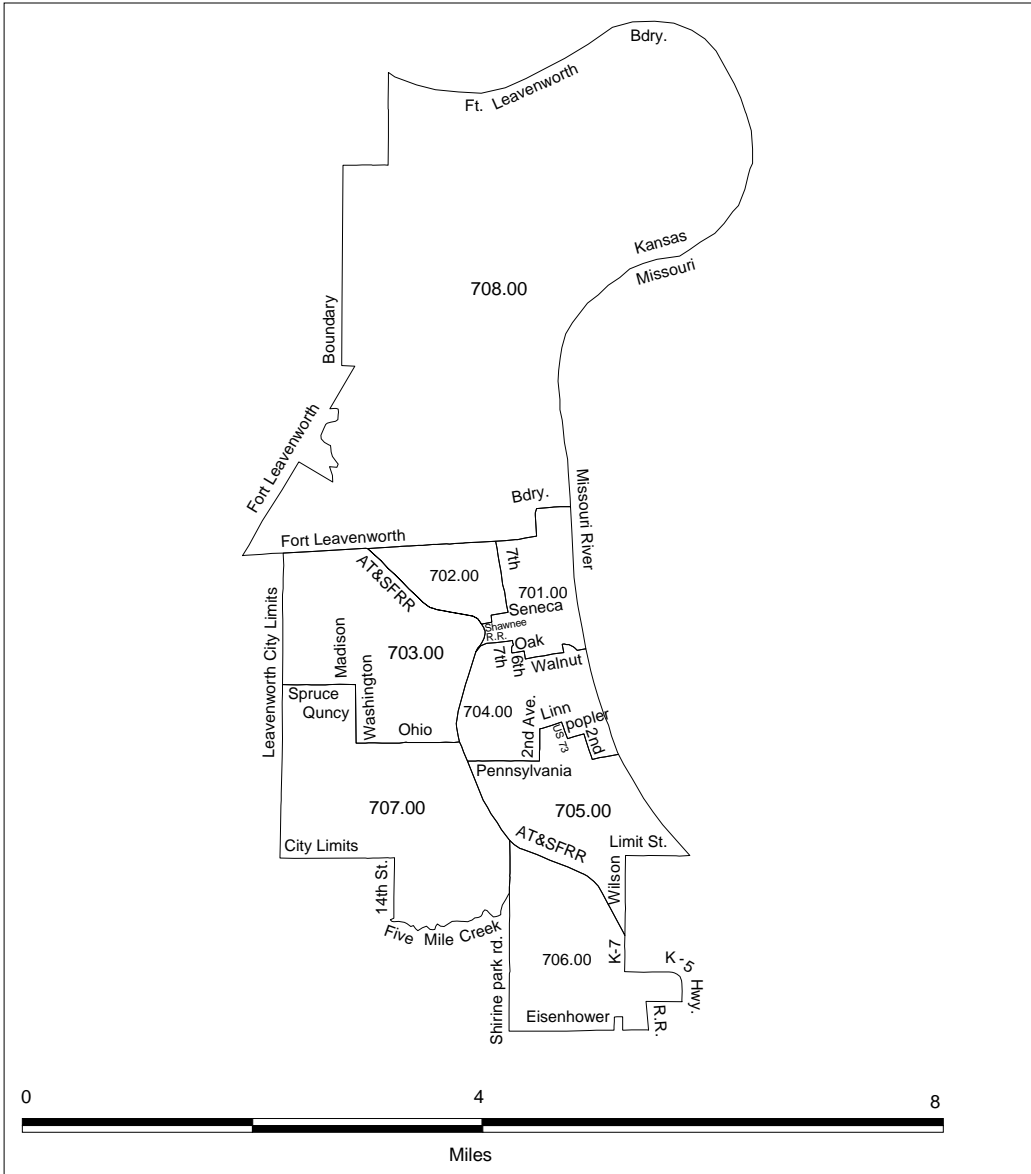 Bdry.
Ft. Leavenworth
Kansas
Missouri
708.00
Boundary
Fort Leavenworth
Bdry.
Missouri River
Fort Leavenworth
7th
AT&SFRR
702.00
701.00
Seneca
Shawnee
R.R.
Oak
7th
6th
Walnut
Leavenworth City Limits
Madison
703.00
Washington
Spruce
Quncy
Ohio
704.00
2nd Ave.
Linn
popler
US 73
2nd
Pennsylvania
707.00
705.00
AT&SFRR
Limit St.
City Limits
Wilson
14th St.
Five Mile Creek
Shirine park rd.
706.00
K-7
K-5
Hwy.
Eisenhower
R.R.
0 4 8
Miles